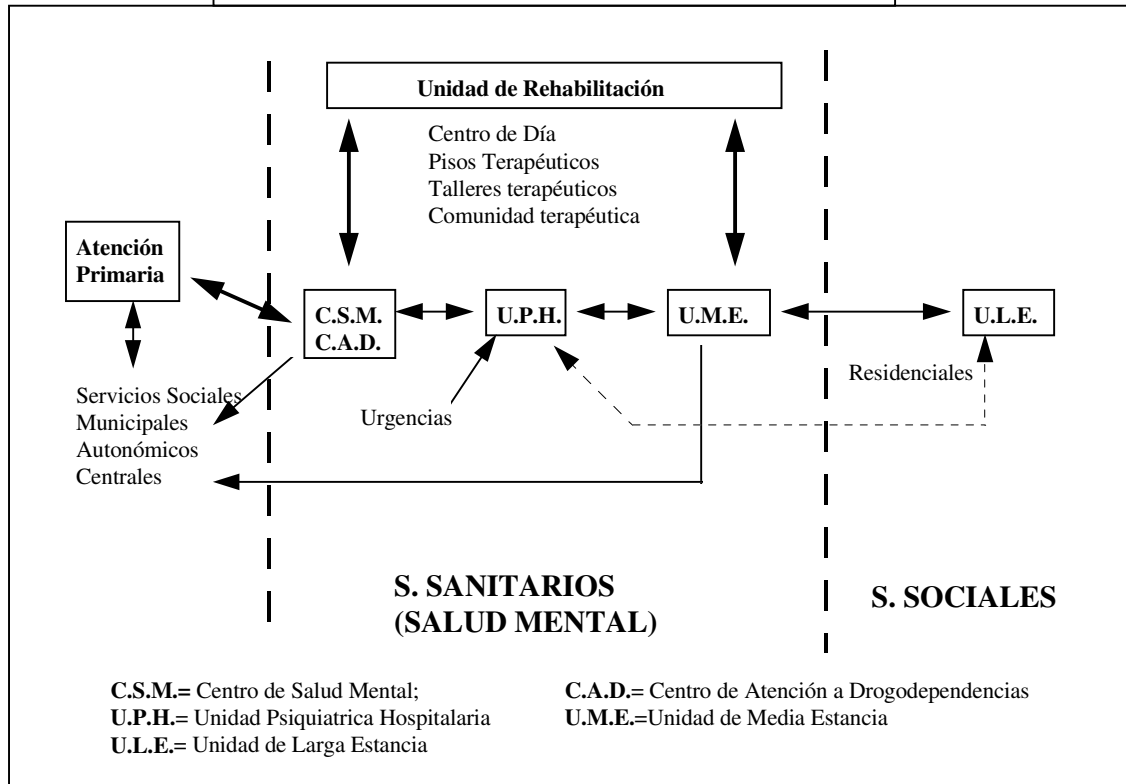 Unidad de Rehabilitación
Centro de Día
Pisos Terapéuticos
Talleres terapéuticos
Comunidad terapéutica
Atención
Primaria
C.S.M.
C.A.D.
U.P.H.
U.M.E.
U.L.E.
Servicios Sociales
Municipales
Autonómicos
Centrales
Urgencias
Residenciales
S. SANITARIOS
(SALUD MENTAL)
S. SOCIALES
C.S.M.= Centro de Salud Mental;
C.A.D.= Centro de Atención a Drogodependencias
U.P.H.= Unidad Psiquiatrica Hospitalaria
U.M.E.=Unidad de Media Estancia
U.L.E.= Unidad de Larga Estancia